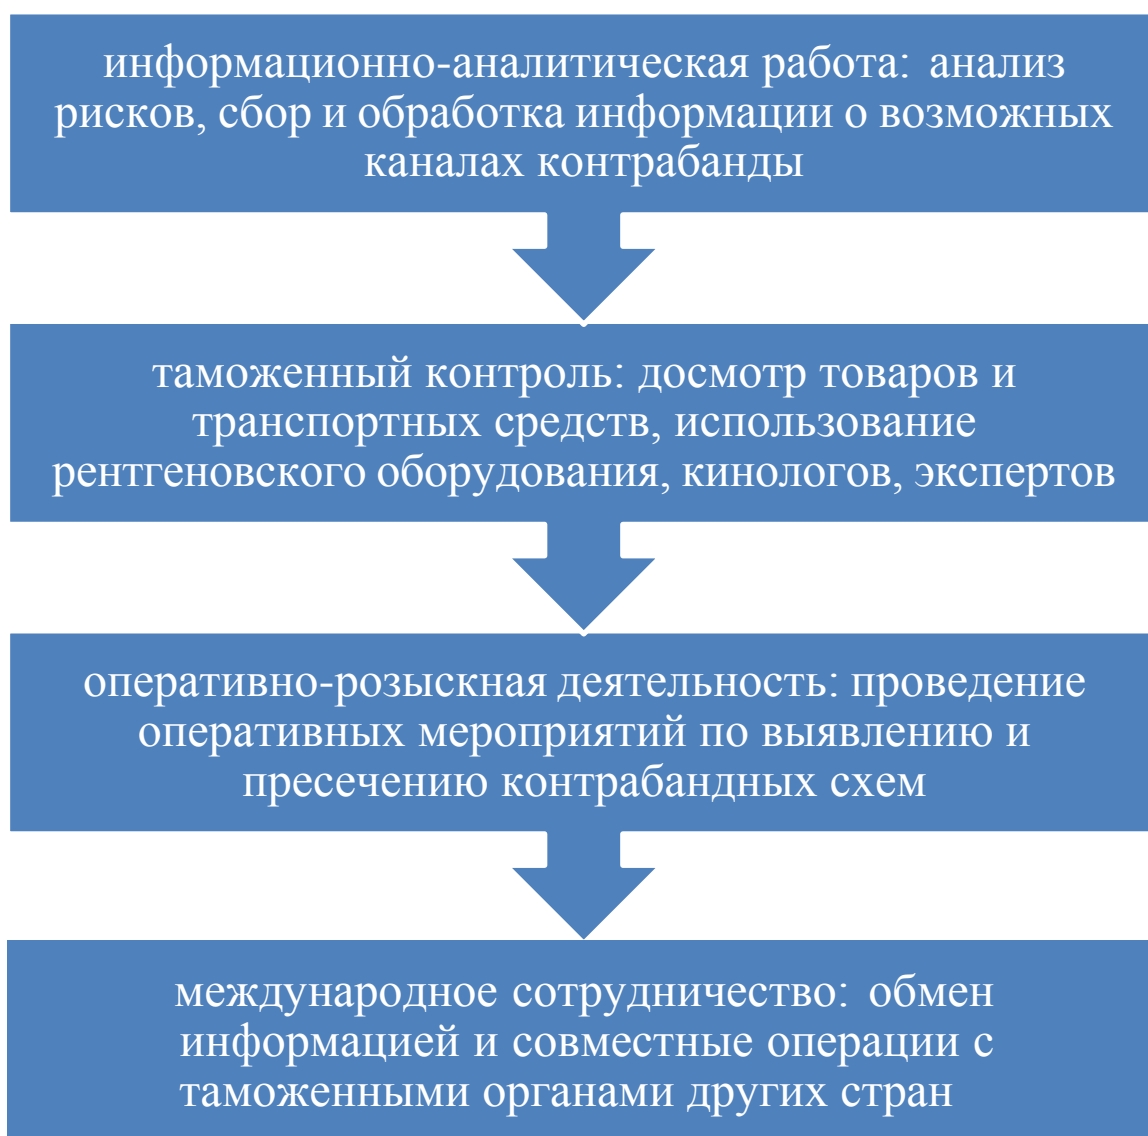 информационно-аналитическая работа: анализ
рисков, сбор и обработка информации о возможных
каналах контрабанды
таможенный контроль: досмотр товаров и
транспортных средств, использование
рентгеновского оборудования, кинологов, экспертов
оперативно-розыскная деятельность: проведение
оперативных мероприятий по выявлению и
пресечению контрабандных схем
международное сотрудничество: обмен
информацией и совместные операции с
таможенными органами других стран